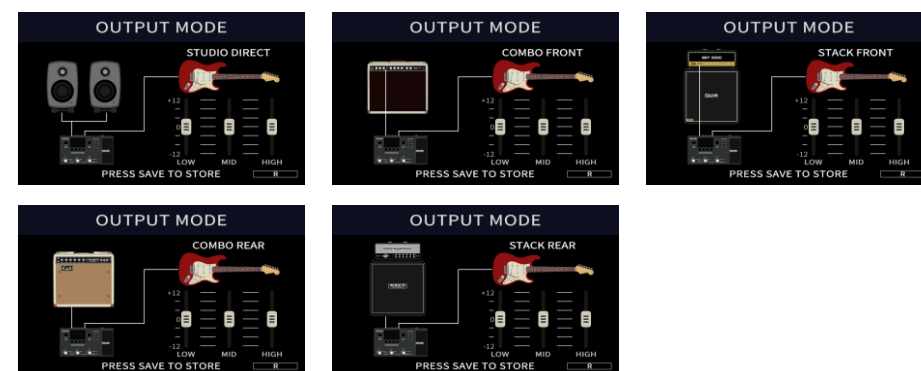 OUTPUT MODE
STUDIO DIRECT
+12
0
-12
LOW MID HIGH
PRESS SAVE TO STORE R
OUTPUT MODE
COMBO FRONT
+12
0
-12
LOW MID HIGH
PRESS SAVE TO STORE R
OUTPUT MODE
STACK FRONT
+12
0
-12
LOW MID HIGH
PRESS SAVE TO STORE R
OUTPUT MODE
COMBO REAR
+12
0
-12
LOW MID HIGH
PRESS SAVE TO STORE R
OUTPUT MODE
STACK REAR
+12
0
-12
LOW MID HIGH
PRESS SAVE TO STORE R